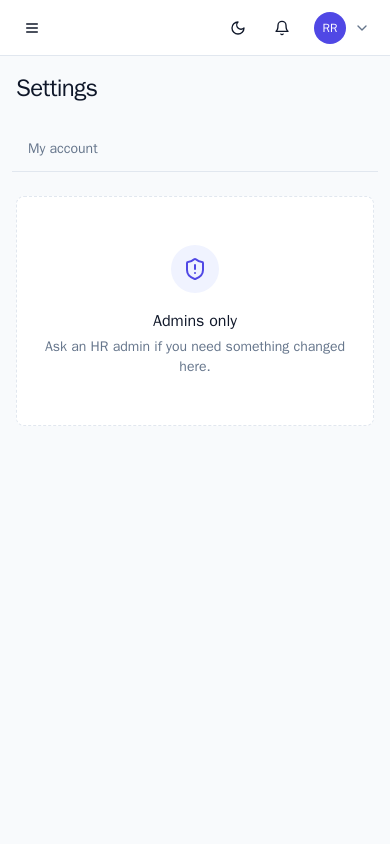 RR
Settings
My account
Admins only
Ask an HR admin if you need something changed
here.